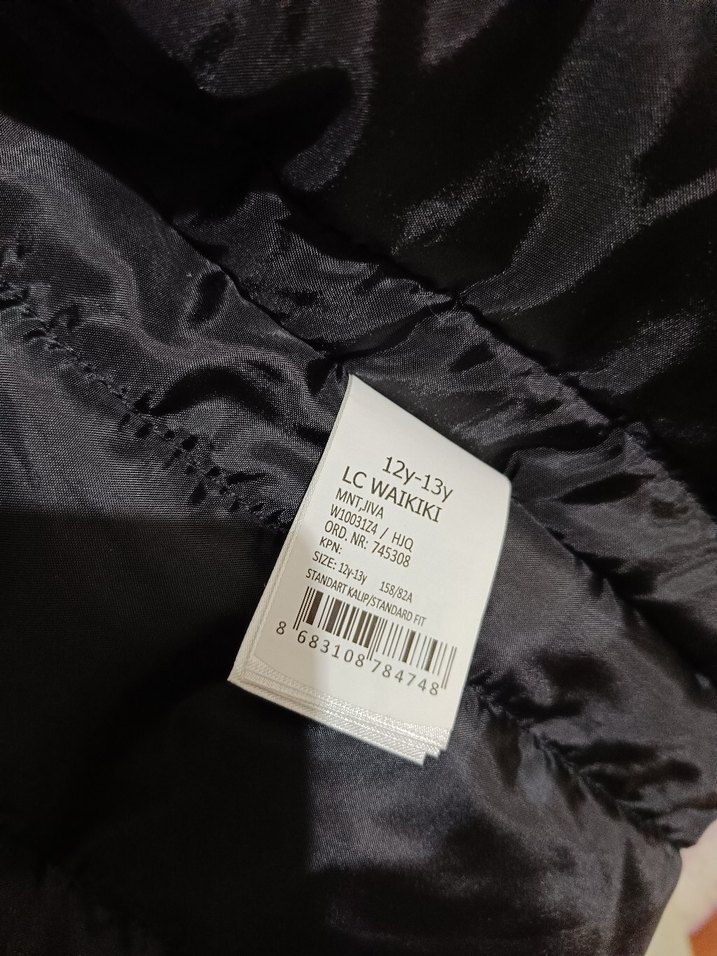 12y-13y
LC WAIKIKI
MNT,JIVA
W10031Z4 / HJQ
ORD. NR: 745308
KPN:
SIZE: 12y-13y 158/82A
STANDART KALIP/STANDARD FIT
8 683108 784748